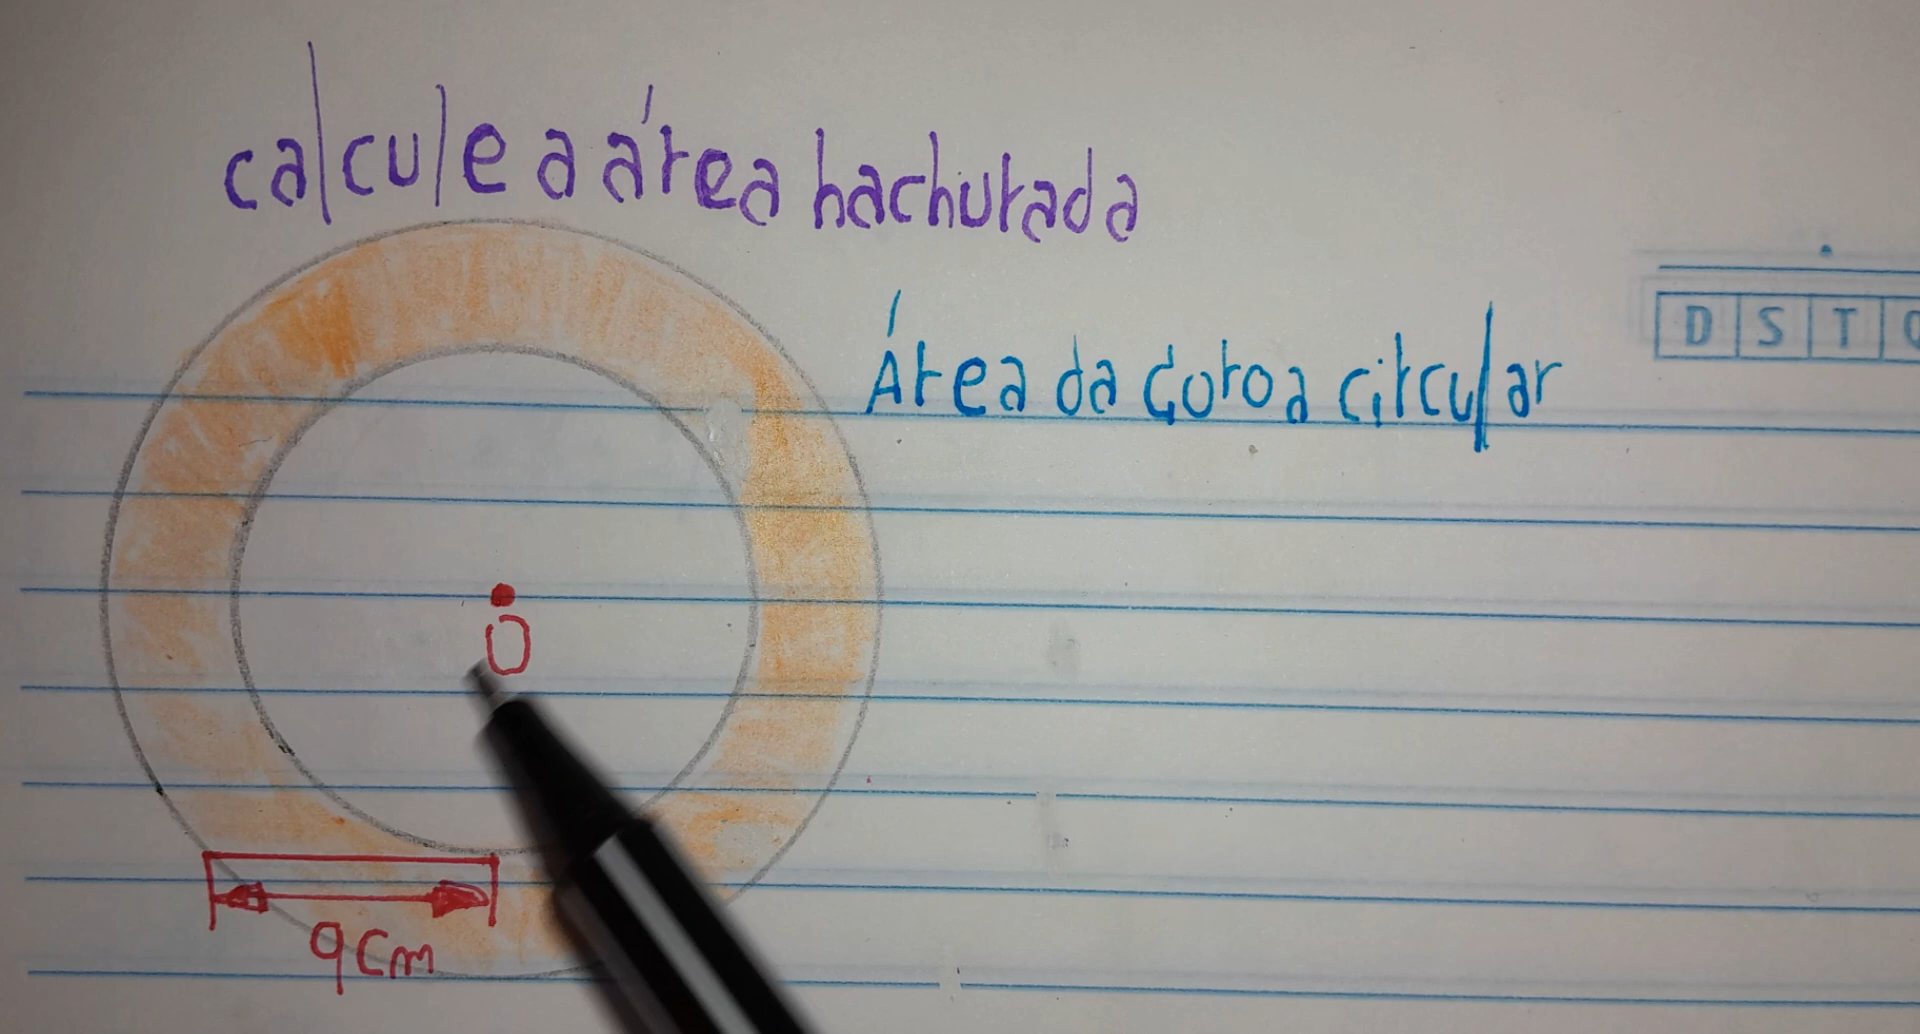 calcule a área hachurada
Área da coroa circular
D S T Q
O
9cm